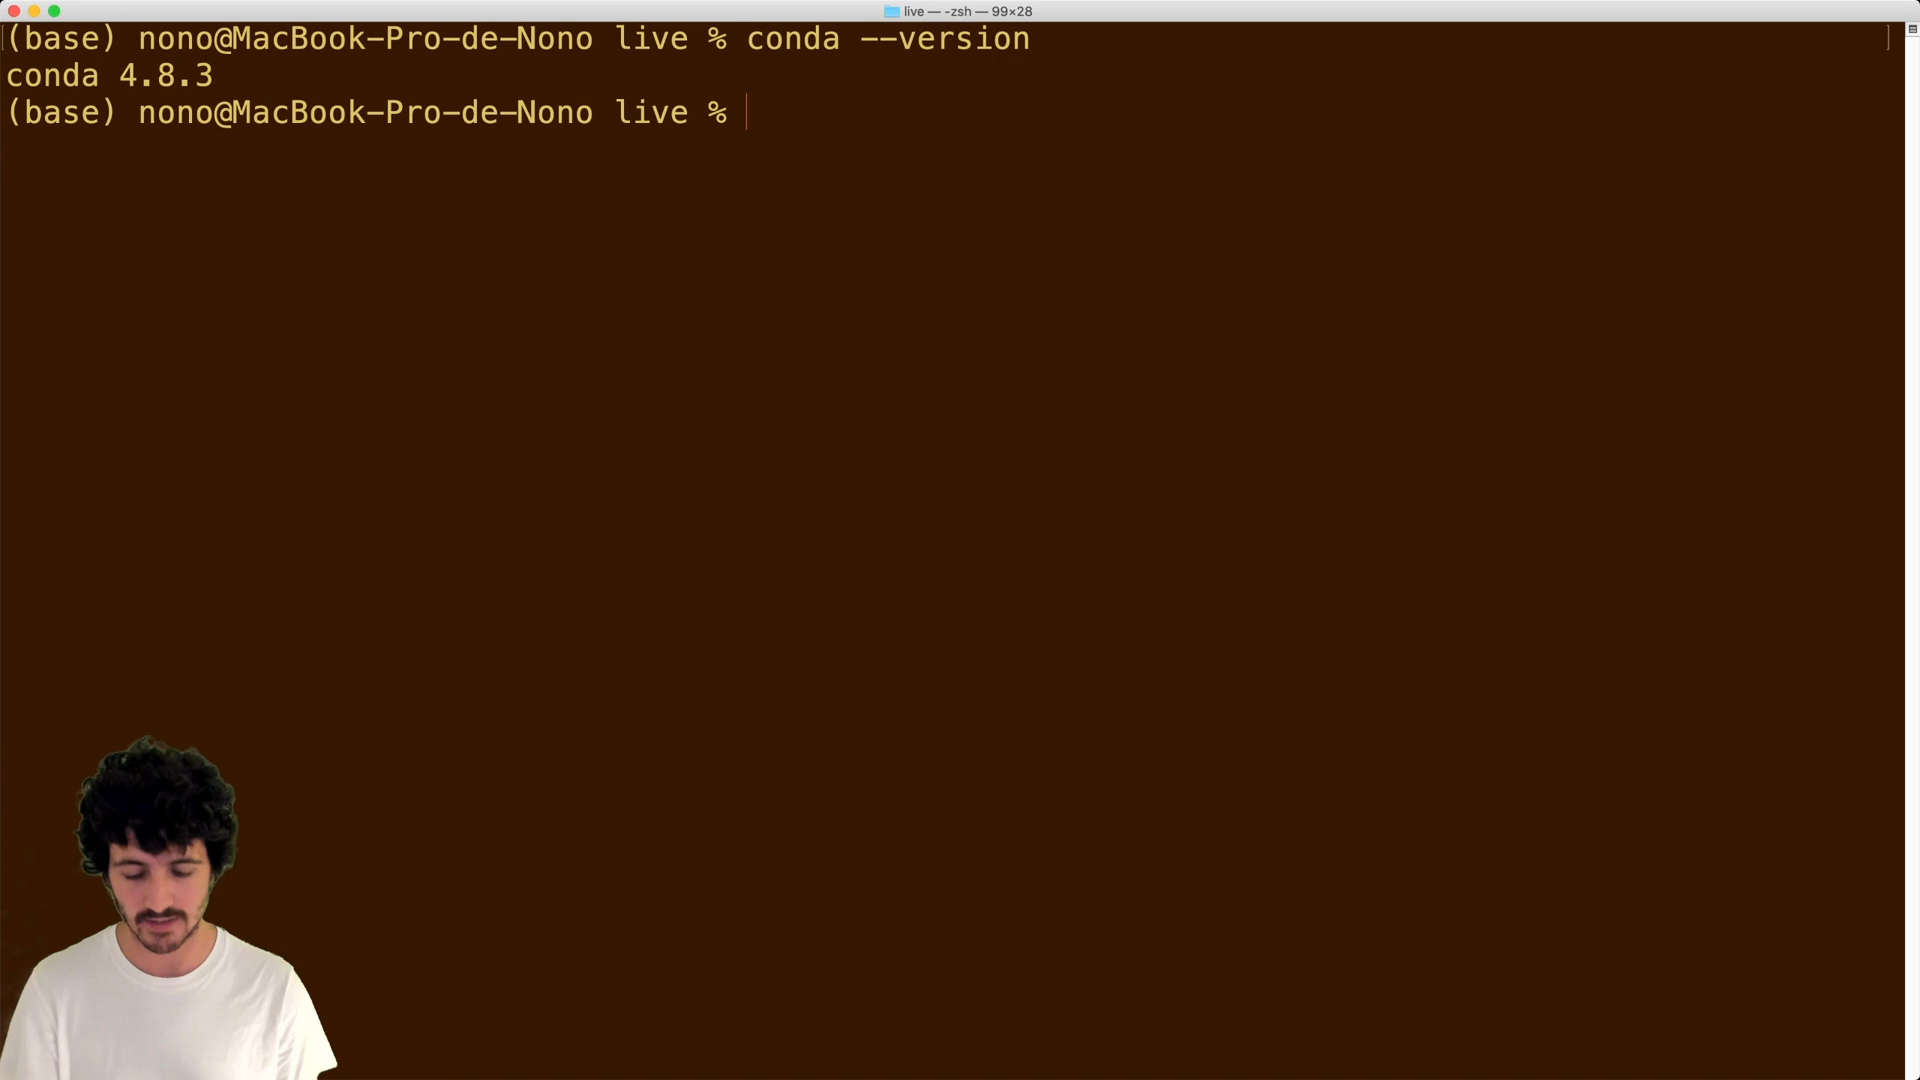 live — -zsh — 99×28
(base) nono@MacBook-Pro-de-Nono live % conda --version
conda 4.8.3
(base) nono@MacBook-Pro-de-Nono live %